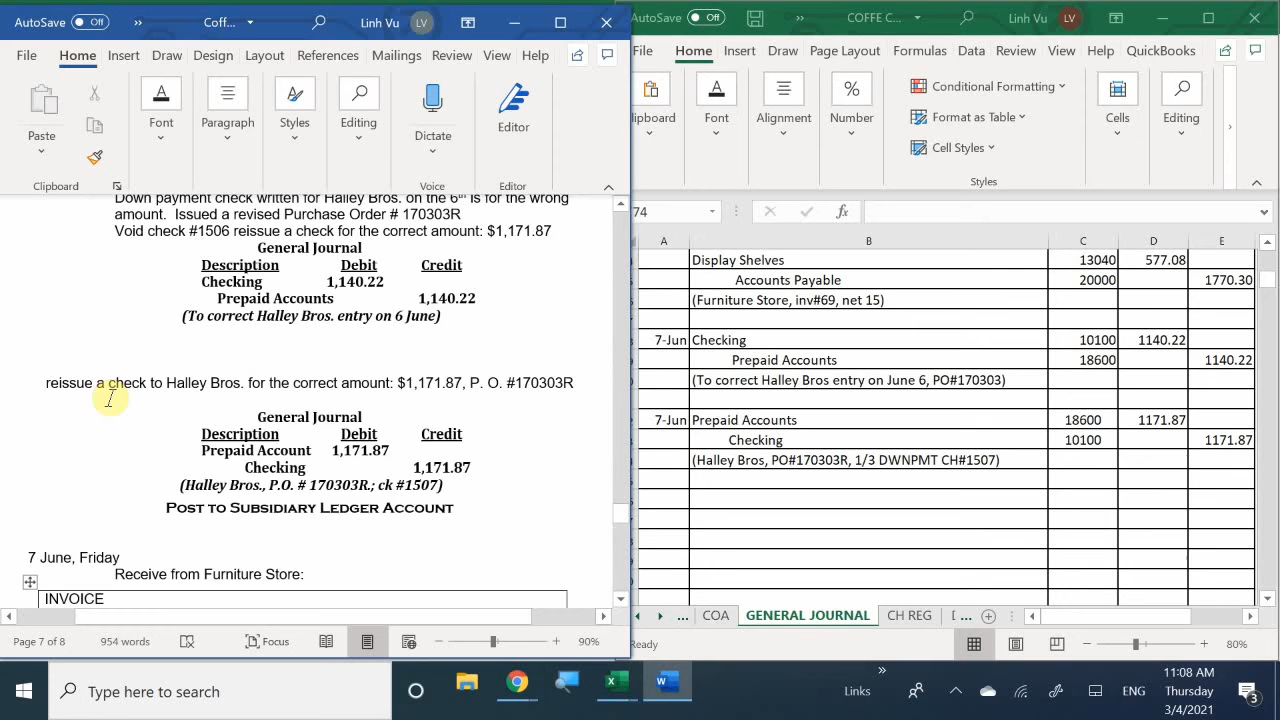 AutoSave Off » Coff... Linh Vu LV
File Home Insert Draw Design Layout References Mailings Review View Help
Paste Font Paragraph Styles Editing Dictate Editor
Clipboard Voice Editor
Down payment check written for Halley Bros. on the 6th is for the wrong
amount. Issued a revised Purchase Order # 170303R
Void check #1506 reissue a check for the correct amount: $1,171.87
General Journal
Description Debit Credit
Checking 1,140.22
Prepaid Accounts 1,140.22
(To correct Halley Bros. entry on 6 June)
reissue a check to Halley Bros. for the correct amount: $1,171.87, P. O. #170303R
General Journal
Description Debit Credit
Prepaid Account 1,171.87
Checking 1,171.87
(Halley Bros., P.O. # 170303R.; ck #1507)
Post to Subsidiary Ledger Account
7 June, Friday
Receive from Furniture Store:
INVOICE
Page 7 of 8 954 words Focus 90%
AutoSave Off » COFFE C... Linh Vu LV
File Home Insert Draw Page Layout Formulas Data Review View Help QuickBooks
lipboard Font Alignment Number Conditional Formatting Format as Table Cell Styles Cells Editing
Styles
74 fx
A B C D E
Display Shelves 13040 577.08
Accounts Payable 20000 1770.30
(Furniture Store, inv#69, net 15)
7-Jun Checking 10100 1140.22
Prepaid Accounts 18600 1140.22
(To correct Halley Bros entry on June 6, PO#170303)
7-Jun Prepaid Accounts 18600 1171.87
Checking 10100 1171.87
(Halley Bros, PO#170303R, 1/3 DWNPMT CH#1507)
... COA GENERAL JOURNAL CH REG ...
Ready 80%
Type here to search Links ENG 11:08 AM
Thursday
3/4/2021
3